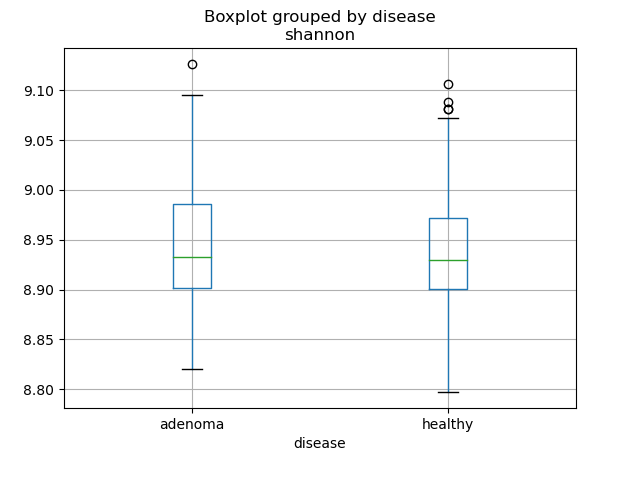 Boxplot grouped by disease
shannon
9.10
9.05
9.00
8.95
8.90
8.85
8.80
adenoma healthy
disease